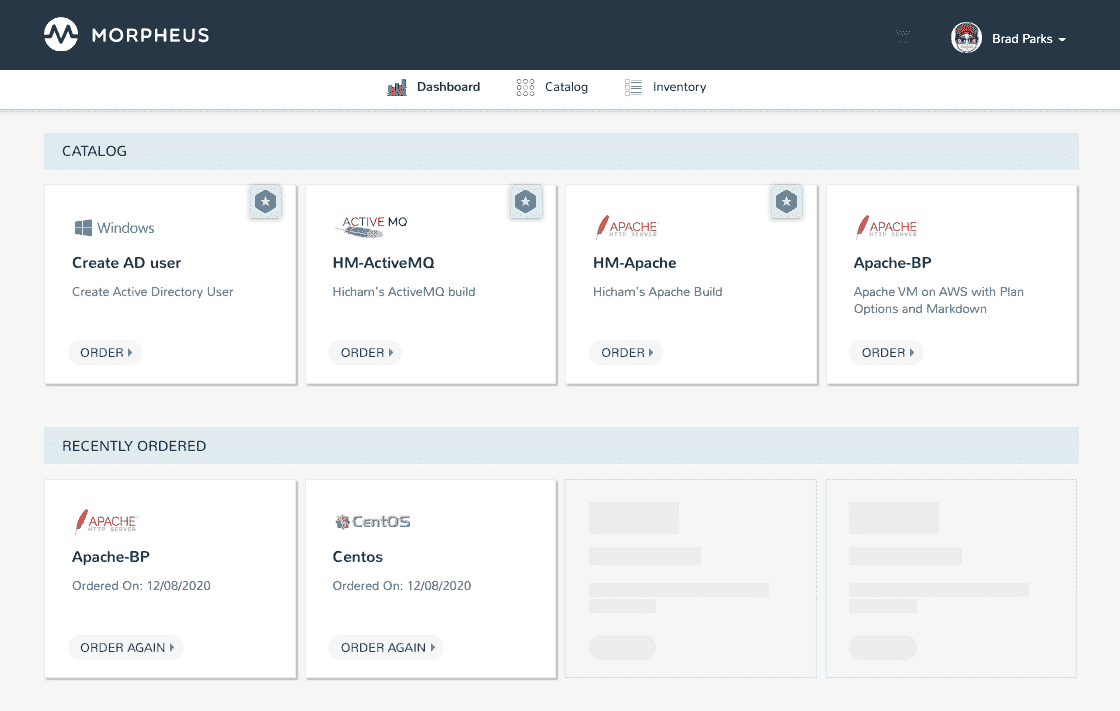 MORPHEUS
Brad Parks
Dashboard Catalog Inventory
CATALOG
Windows
Create AD user
Create Active Directory User
ORDER
ACTIVE MQ
HM-ActiveMQ
Hicham's ActiveMQ build
ORDER
APACHE
HTTP SERVER
HM-Apache
Hicham's Apache Build
ORDER
APACHE
HTTP SERVER
Apache-BP
Apache VM on AWS with Plan
Options and Markdown
ORDER
RECENTLY ORDERED
APACHE
HTTP SERVER
Apache-BP
Ordered On: 12/08/2020
ORDER AGAIN
CentOS
Centos
Ordered On: 12/08/2020
ORDER AGAIN